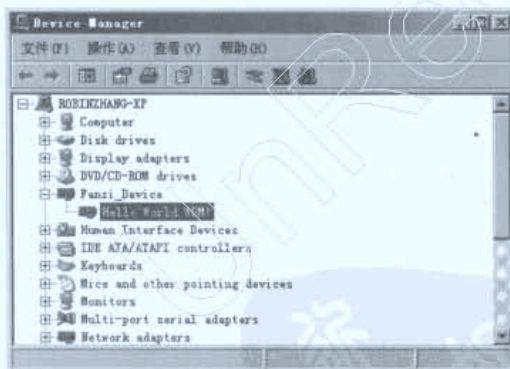 Device Manager
文件(F) 操作(A) 查看(V) 帮助(H)
ROBINZHANG-XP
Computer
Disk drives
Display adapters
DVD/CD-ROM drives
Fanzi_Device
Hello World WDM!
Human Interface Devices
IDE ATA/ATAPI controllers
Keyboards
Mice and other pointing devices
Monitors
Multi-port serial adapters
Network adapters